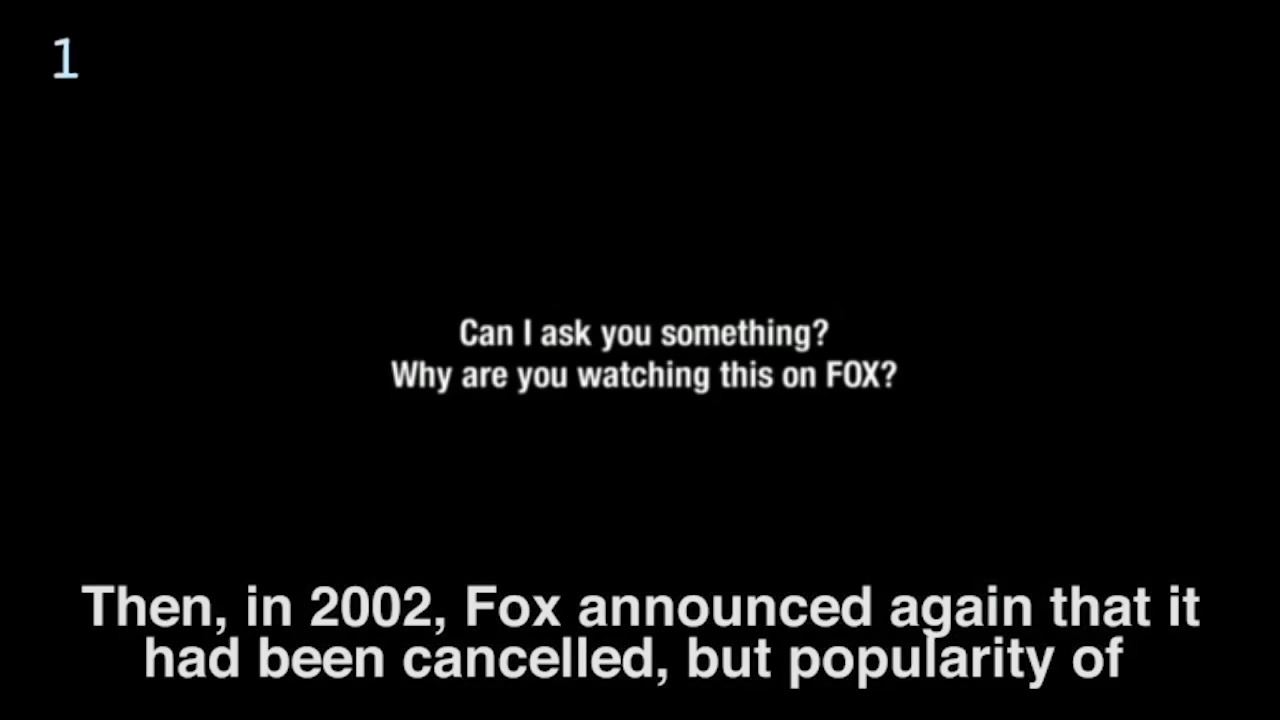 1
Can I ask you something?
Why are you watching this on FOX?
Then, in 2002, Fox announced again that it
had been cancelled, but popularity of